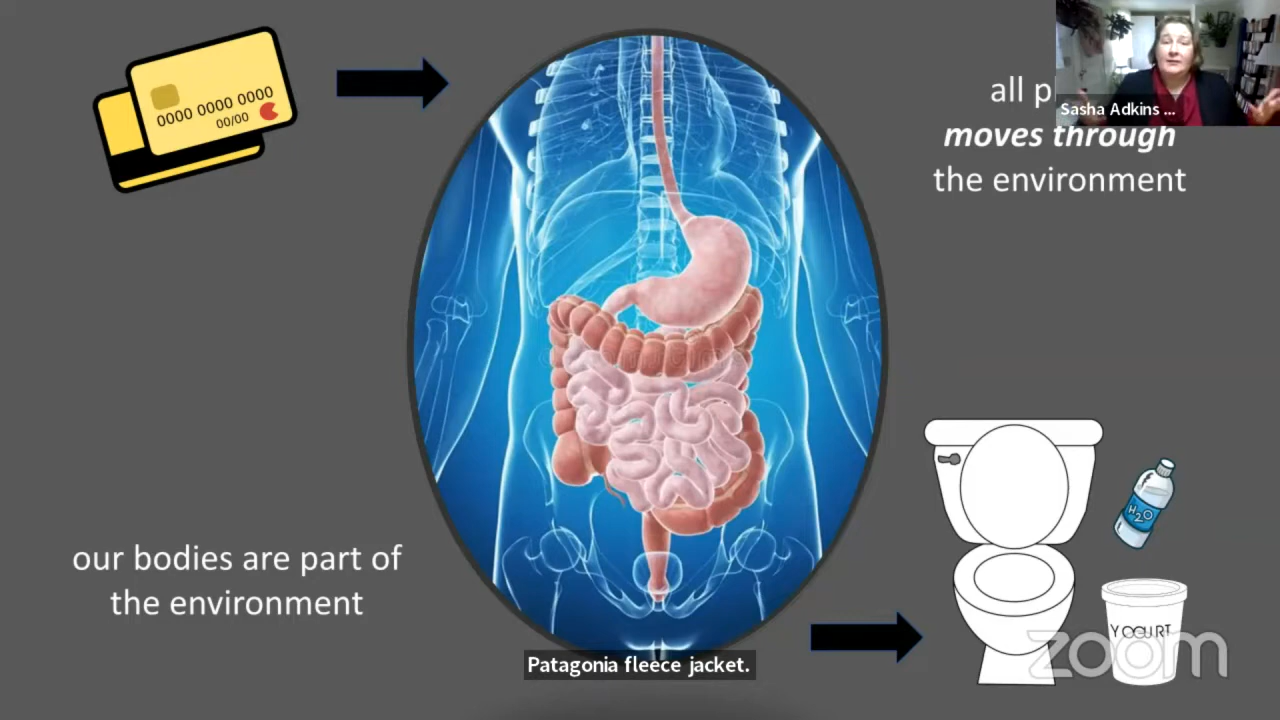 0000 0000 0000
00/00
all
Sasha Adkins ...
moves through
the environment
our bodies are part of
the environment
H2O
YOGURT
zoom
Patagonia fleece jacket.